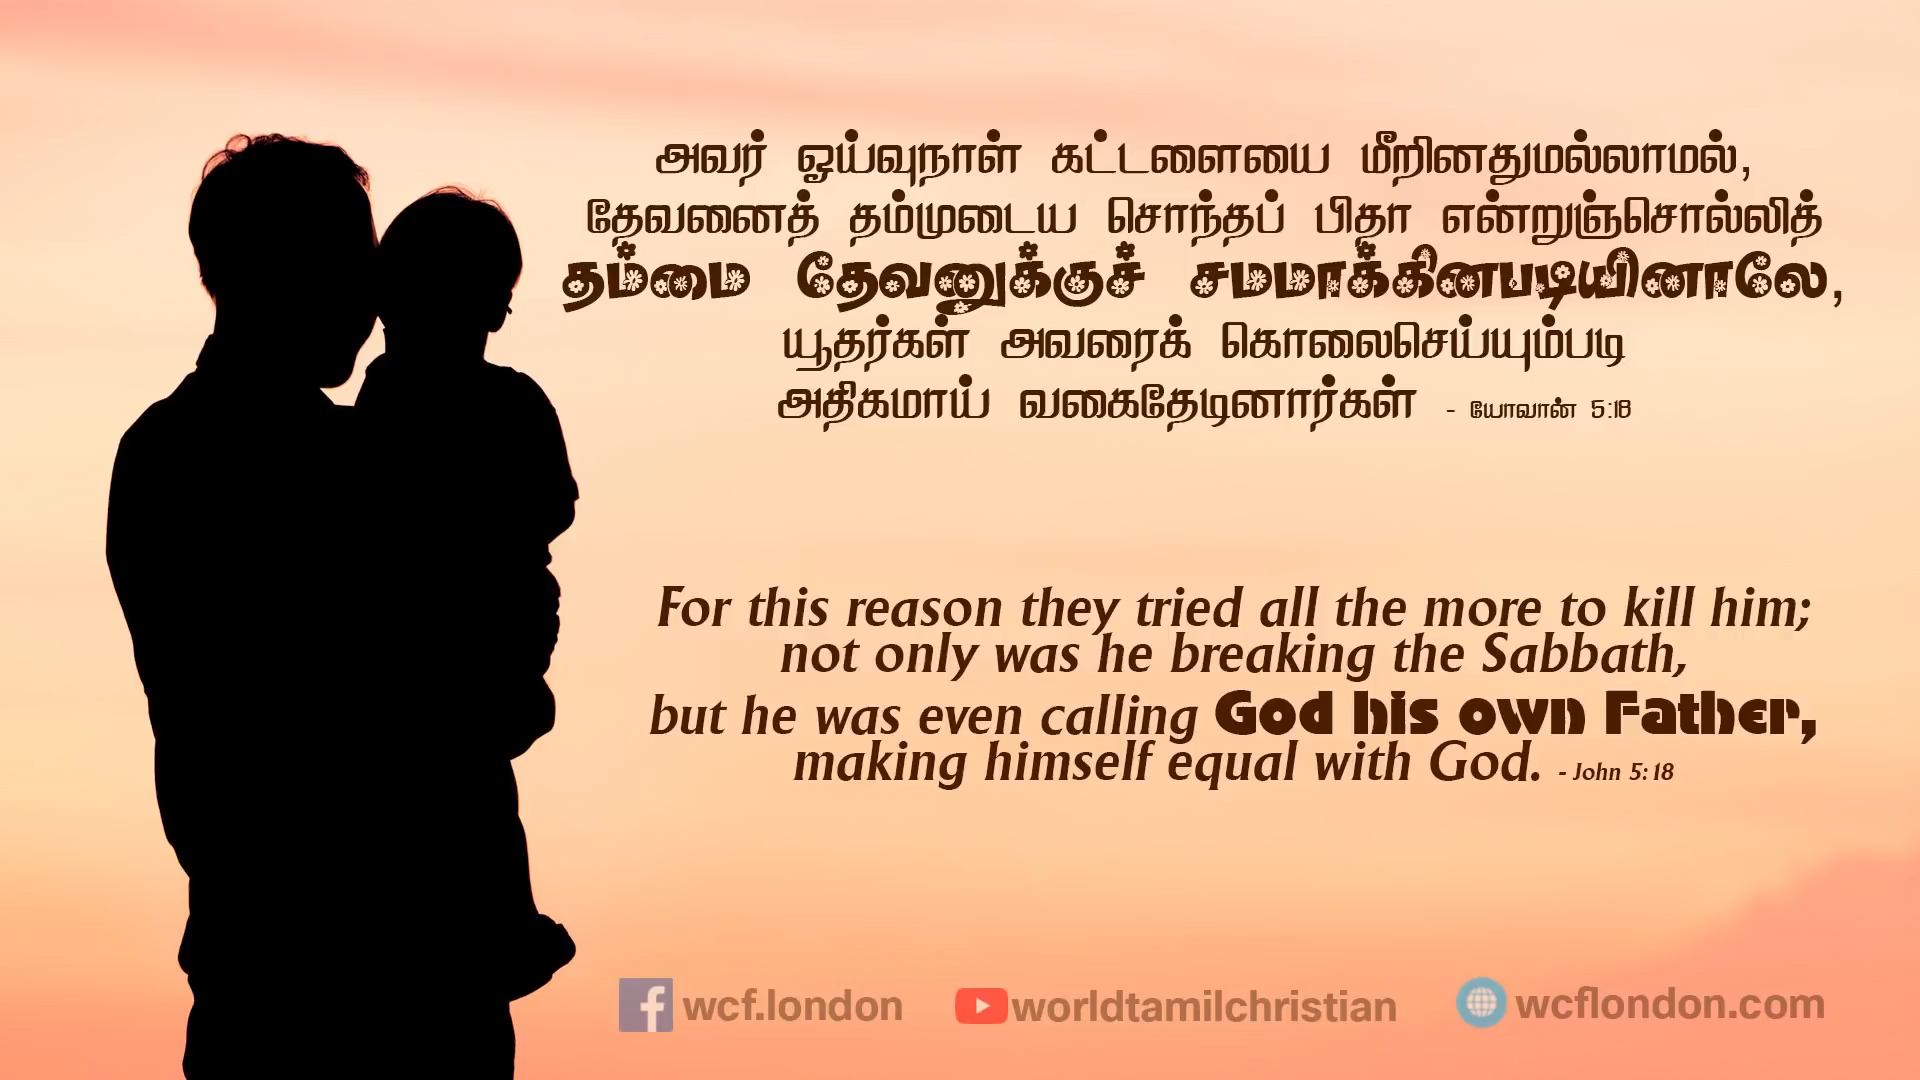 அவர் ஓய்வுநாள் கட்டளையை மீறினதுமல்லாமல்,
தேவனைத் தம்முடைய சொந்தப் பிதா என்றுஞ்சொல்லித்
தம்மை தேவனுக்குச் சமமாக்கினபடியினாலே,
யூதர்கள் அவரைக் கொலைசெய்யும்படி
அதிகமாய் வகைதேடினார்கள் - யோவான் 5:18
For this reason they tried all the more to kill him;
not only was he breaking the Sabbath,
but he was even calling God his own Father,
making himself equal with God. - John 5:18
wcf.london worldtamilchristian wcflondon.com